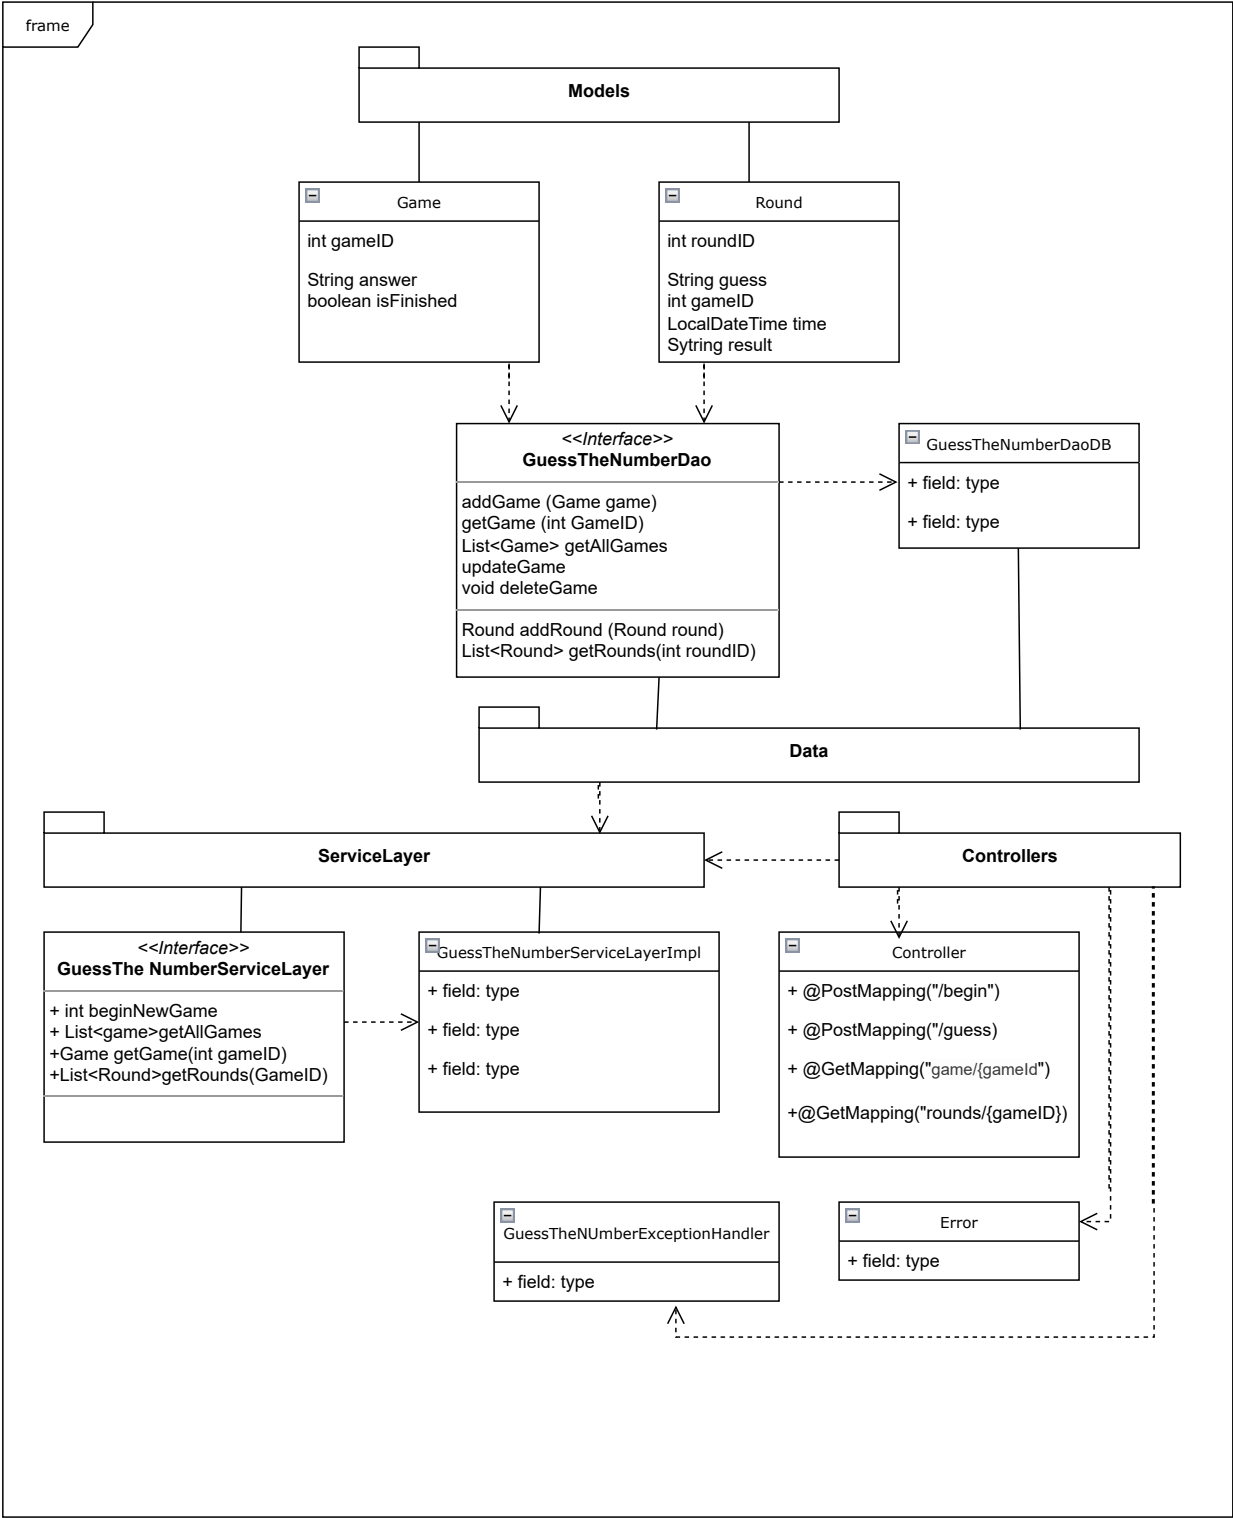 frame
Models
Game
int gameID
String answer
boolean isFinished
Round
int roundID
String guess
int gameID
LocalDateTime time
Sytring result
<<Interface>>
GuessTheNumberDao
addGame (Game game)
getGame (int GameID)
List<Game> getAllGames
updateGame
void deleteGame
Round addRound (Round round)
List<Round> getRounds(int roundID)
GuessTheNumberDaoDB
+ field: type
+ field: type
Data
ServiceLayer
Controllers
<<Interface>>
GuessThe NumberServiceLayer
+ int beginNewGame
+ List<game>getAllGames
+Game getGame(int gameID)
+List<Round>getRounds(GameID)
GuessTheNumberServiceLayerImpl
+ field: type
+ field: type
+ field: type
Controller
+ @PostMapping("/begin")
+ @PostMapping("/guess)
+ @GetMapping("game/{gameId")
+@GetMapping("rounds/{gameID})
GuessTheNUmberExceptionHandler
+ field: type
Error
+ field: type